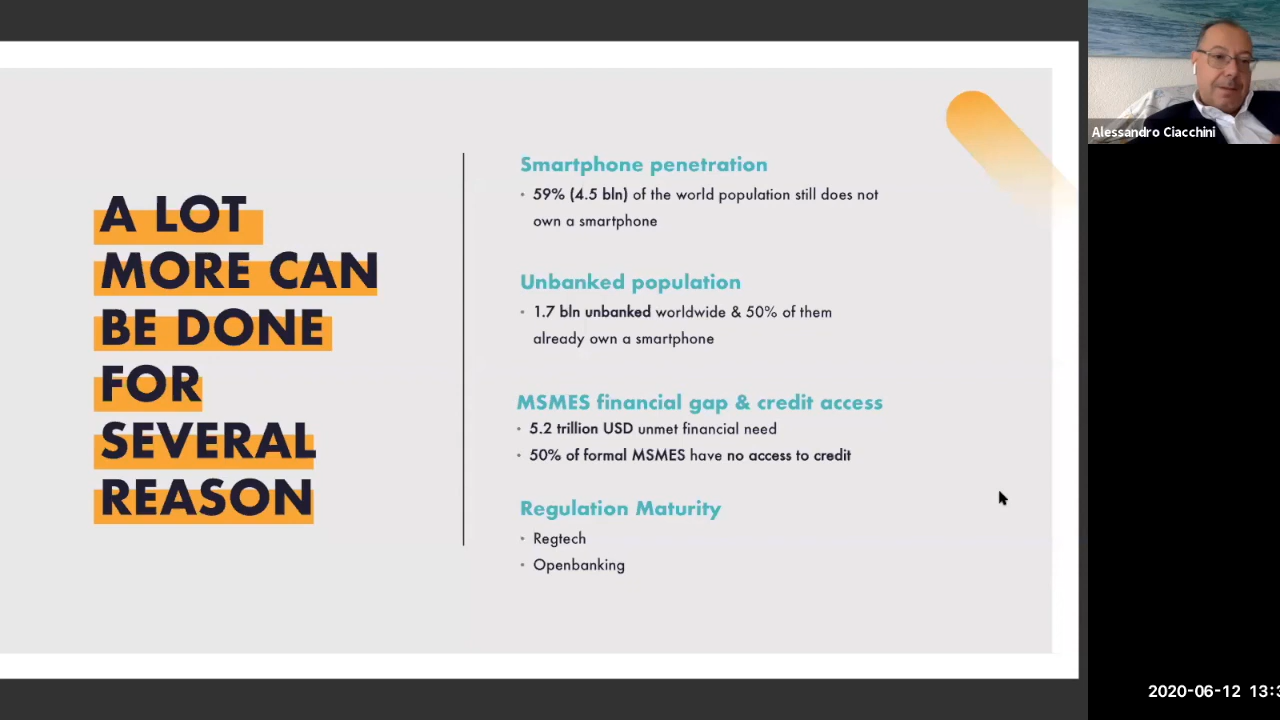 A LOT
MORE CAN
BE DONE
FOR
SEVERAL
REASON
Smartphone penetration
• 59% (4.5 bln) of the world population still does not
own a smartphone
Unbanked population
• 1.7 bln unbanked worldwide & 50% of them
already own a smartphone
MSMES financial gap & credit access
• 5.2 trillion USD unmet financial need
• 50% of formal MSMES have no access to credit
Regulation Maturity
• Regtech
• Openbanking
Alessandro Ciacchini
2020-06-12 13:3